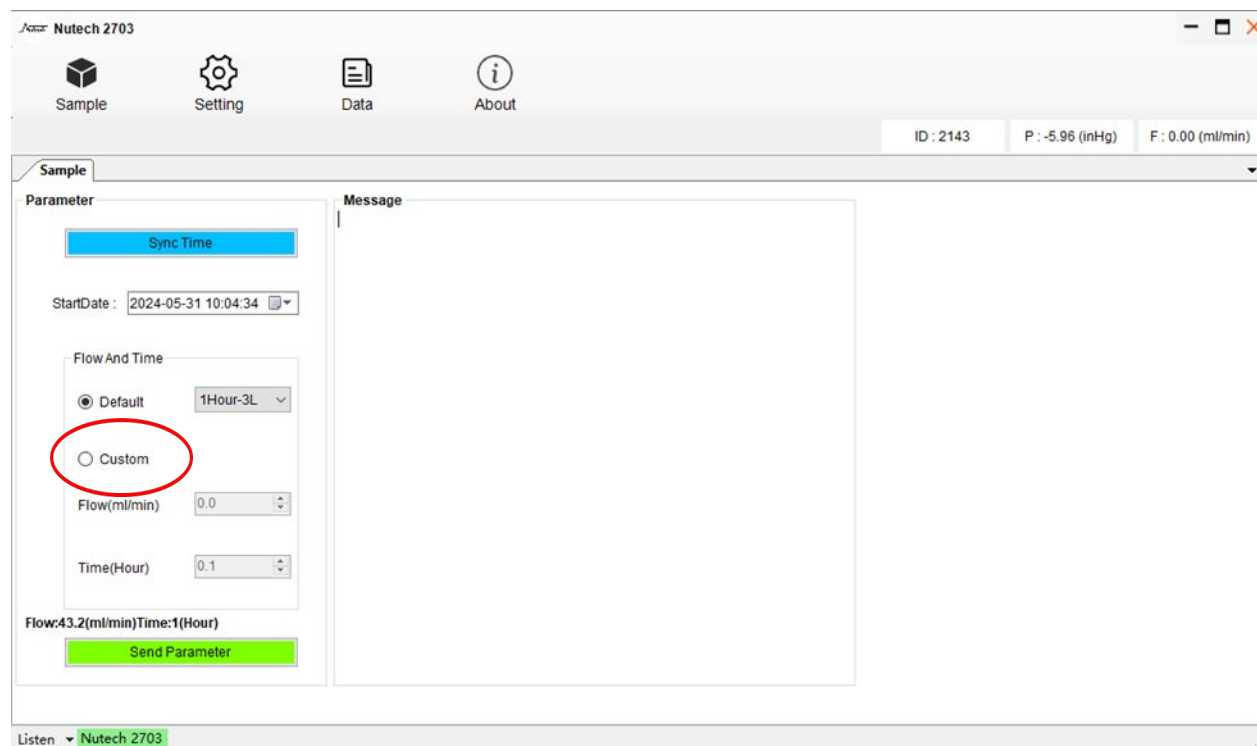 Nutech 2703
Sample Setting Data About
ID : 2143 P : -5.96 (inHg) F : 0.00 (ml/min)
Sample
Parameter
Sync Time
StartDate : 2024-05-31 10:04:34
Flow And Time
Default 1Hour-3L
Custom
Flow(ml/min) 0.0
Time(Hour) 0.1
Flow:43.2(ml/min)Time:1(Hour)
Send Parameter
Message
Listen Nutech 2703